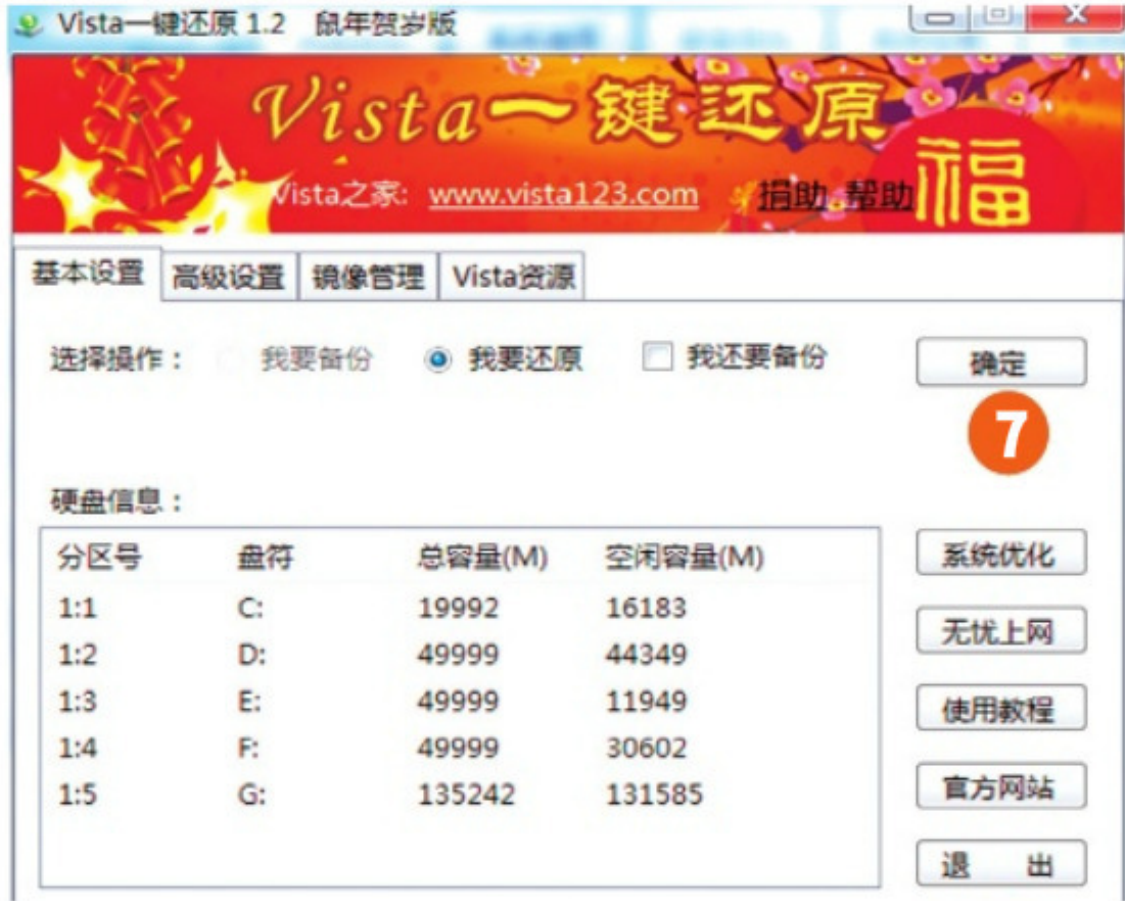 Vista一键还原 1.2 鼠年贺岁版
Vista一键还原
福
Vista之家: www.vista123.com 捐助 帮助
基本设置 高级设置 镜像管理 Vista资源
选择操作： 我要备份 我要还原 我还要备份 确定
7
硬盘信息：
分区号 盘符 总容量(M) 空闲容量(M) 系统优化
1:1 C: 19992 16183
无忧上网
1:2 D: 49999 44349
1:3 E: 49999 11949 使用教程
1:4 F: 49999 30602
1:5 G: 135242 131585 官方网站
退 出